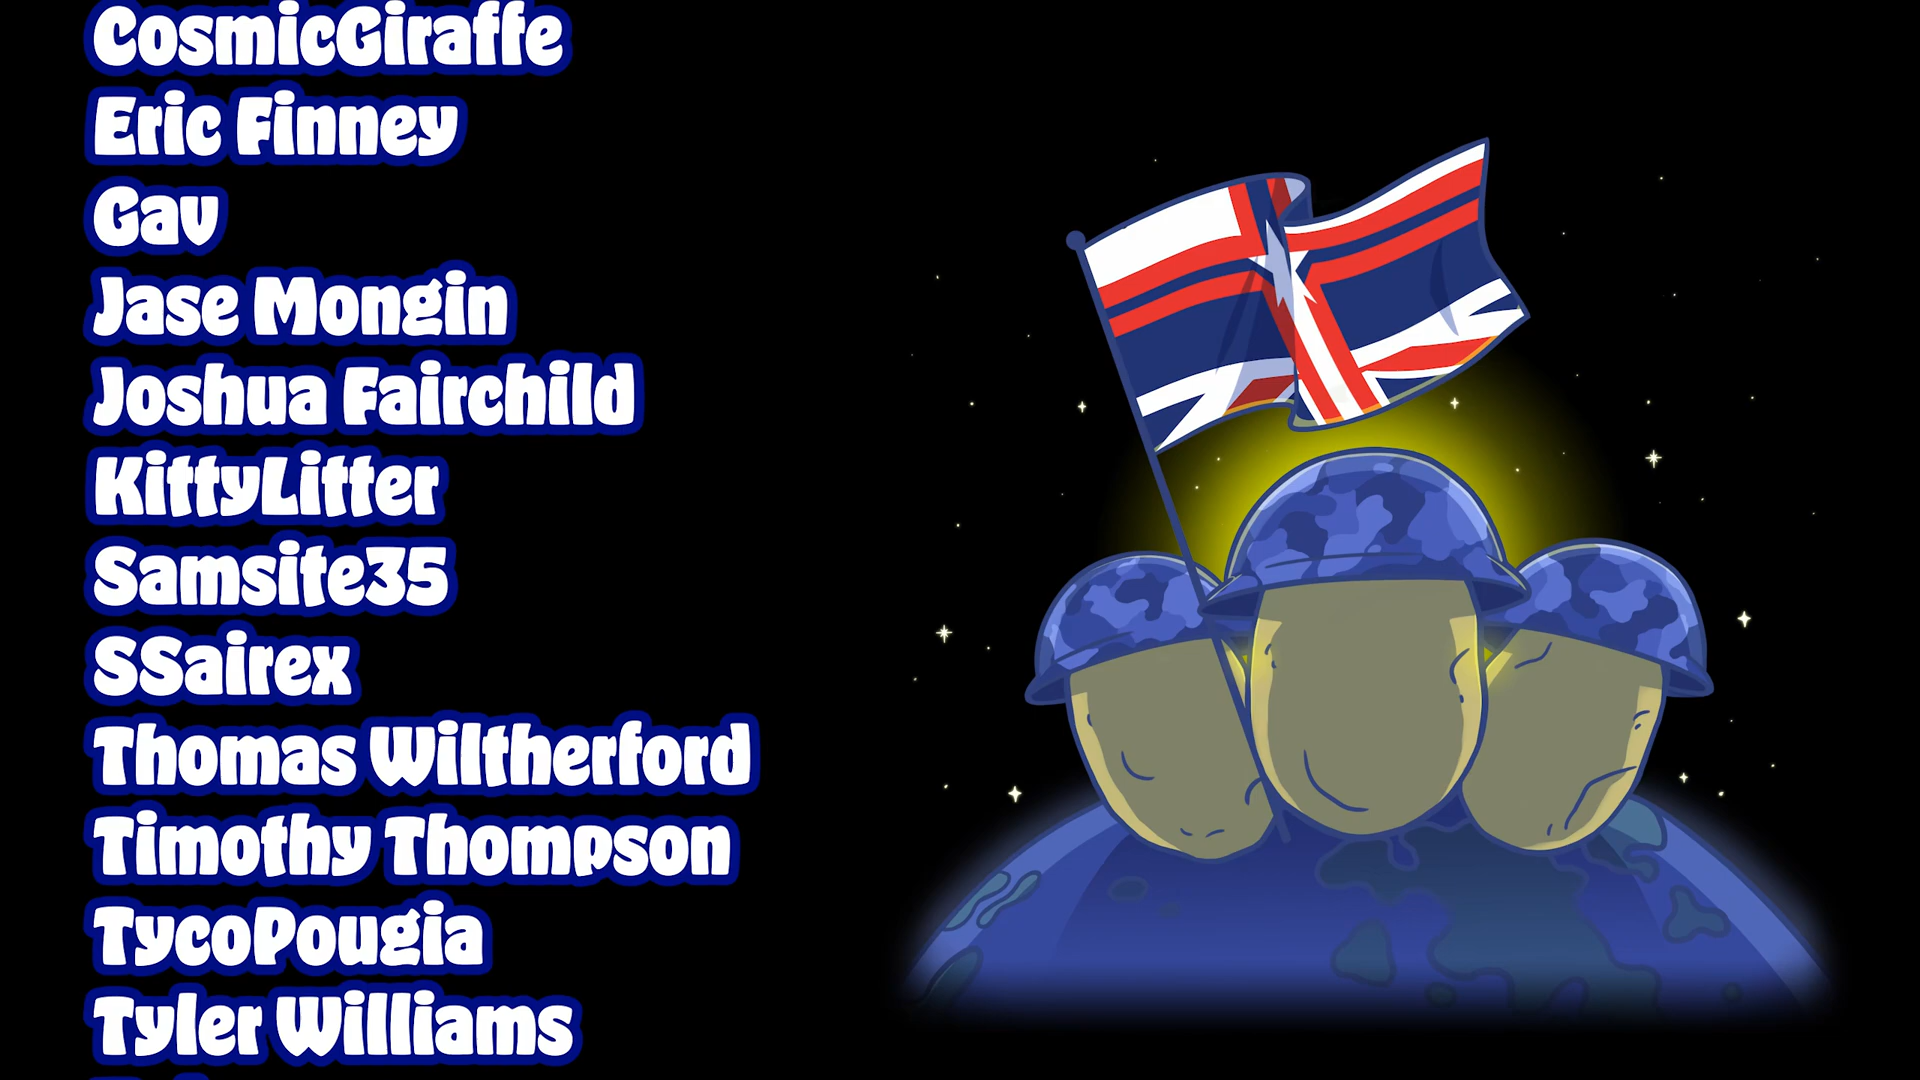 CosmicGiraffe
Eric Finney
Gav
Jase Mongin
Joshua Fairchild
KittyLitter
Samsite35
SSairex
Thomas Wiltherford
Timothy Thompson
TycoPougia
Tyler Williams